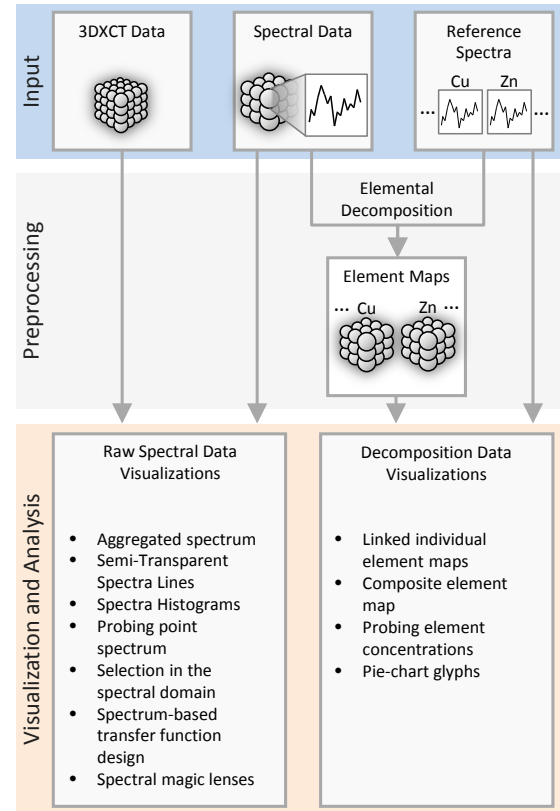 Input
3DXCT Data
Spectral Data
Reference
Spectra
... Cu Zn ...
Preprocessing
Elemental
Decomposition
Element Maps
... Cu Zn ...
Visualization and Analysis
Raw Spectral Data
Visualizations
• Aggregated spectrum
• Semi-Transparent
Spectra Lines
• Spectra Histograms
• Probing point
spectrum
• Selection in the
spectral domain
• Spectrum-based
transfer function
design
• Spectral magic lenses
Decomposition Data
Visualizations
• Linked individual
element maps
• Composite element
map
• Probing element
concentrations
• Pie-chart glyphs